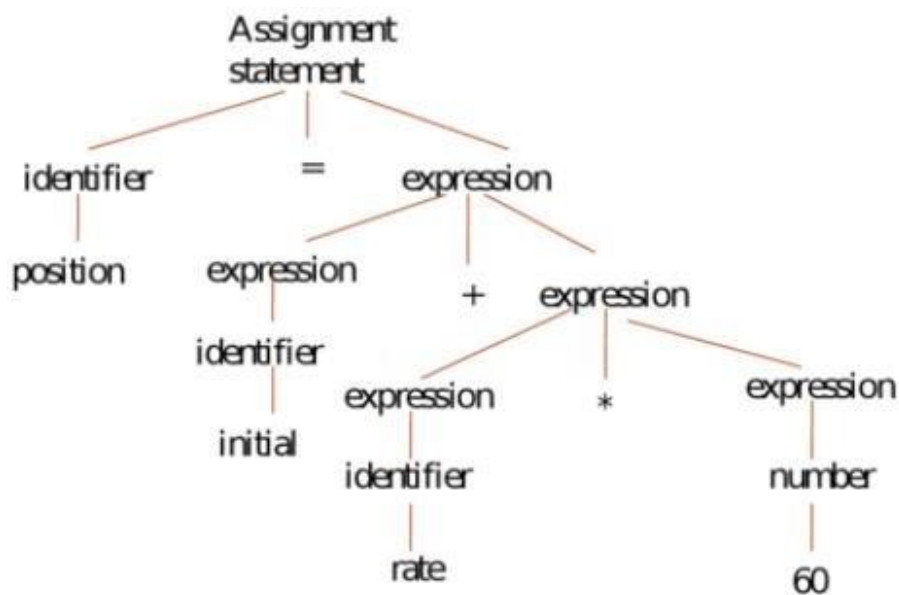 Assignment
statement
identifier = expression
position expression + expression
identifier expression * expression
initial identifier number
rate 60